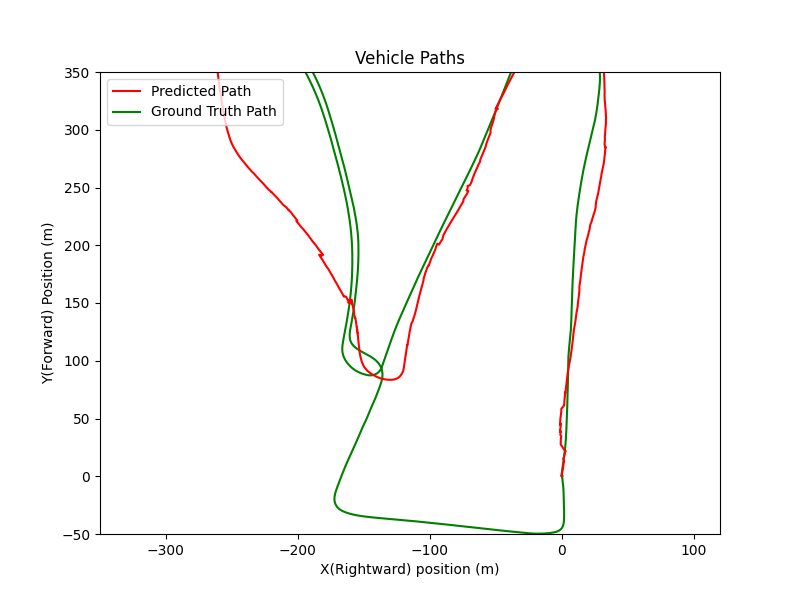 Vehicle Paths
Predicted Path
Ground Truth Path
350
300
250
200
150
100
50
0
−50
Y(Forward) Position (m)
−300
−200
−100
0
100
X(Rightward) position (m)